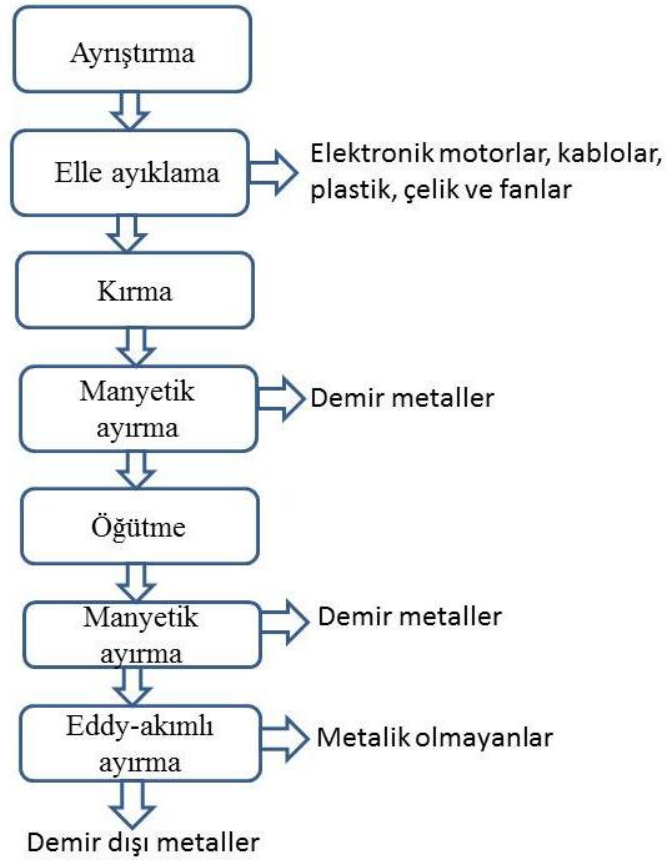 Ayrıştırma
Elle ayıklama
Elektronik motorlar, kablolar,
plastik, çelik ve fanlar
Kırma
Manyetik
ayırma
Demir metaller
Öğütme
Manyetik
ayırma
Demir metaller
Eddy-akımlı
ayırma
Metalik olmayanlar
Demir dışı metaller